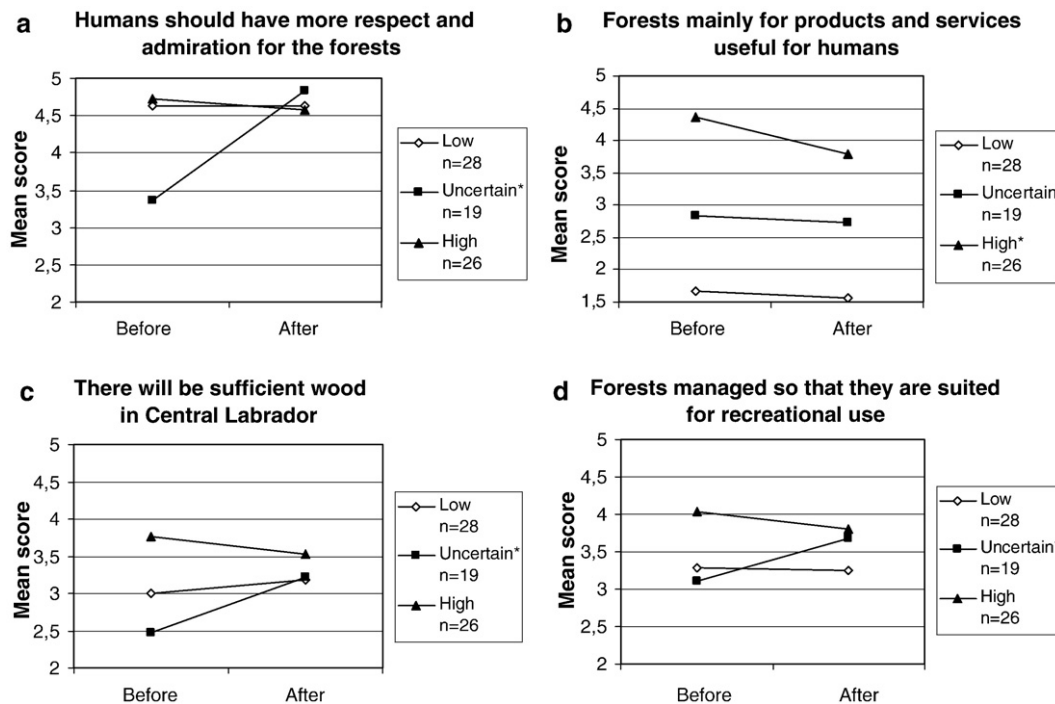 a Humans should have more respect and
admiration for the forests
5
4,5
4
3,5
3
2,5
2
Mean score
Before After
Low
n=28
Uncertain*
n=19
High
n=26
b Forests mainly for products and services
useful for humans
5
4,5
4
3,5
3
2,5
2
1,5
Mean score
Before After
Low
n=28
Uncertain
n=19
High*
n=26
c There will be sufficient wood
in Central Labrador
5
4,5
4
3,5
3
2,5
2
Mean score
Before After
Low
n=28
Uncertain*
n=19
High
n=26
d Forests managed so that they are suited
for recreational use
5
4,5
4
3,5
3
2,5
2
Mean score
Before After
Low
n=28
Uncertain
n=19
High
n=26